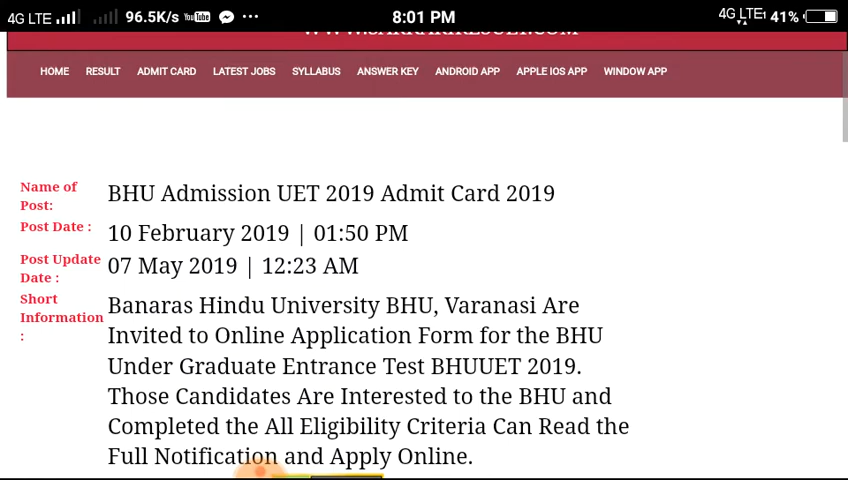 4G LTE 96.5K/s YouTube 8:01 PM 4G LTE 41%
HOME RESULT ADMIT CARD LATEST JOBS SYLLABUS ANSWER KEY ANDROID APP APPLE IOS APP WINDOW APP
Name of Post: BHU Admission UET 2019 Admit Card 2019
Post Date : 10 February 2019 | 01:50 PM
Post Update Date : 07 May 2019 | 12:23 AM
Short Information : Banaras Hindu University BHU, Varanasi Are
Invited to Online Application Form for the BHU
Under Graduate Entrance Test BHUUET 2019.
Those Candidates Are Interested to the BHU and
Completed the All Eligibility Criteria Can Read the
Full Notification and Apply Online.